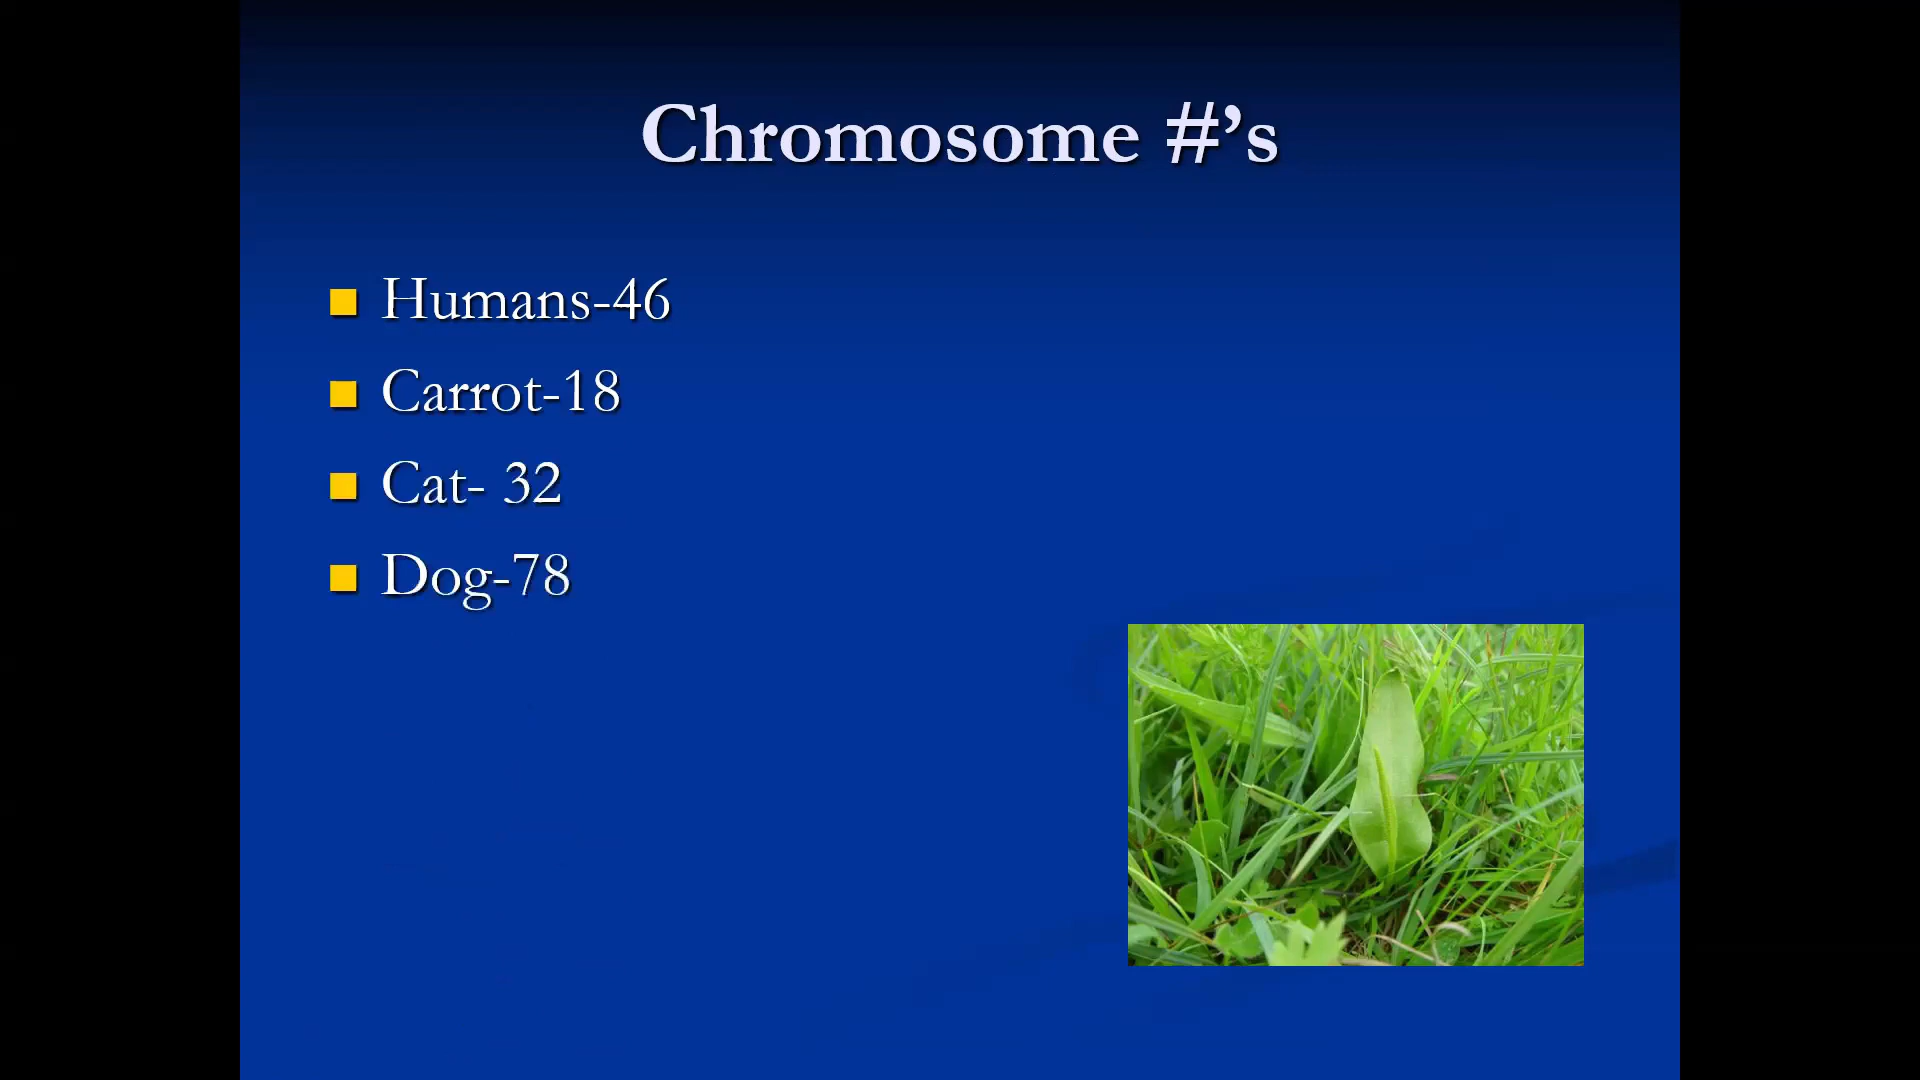 Chromosome #’s
Humans-46
Carrot-18
Cat- 32
Dog-78